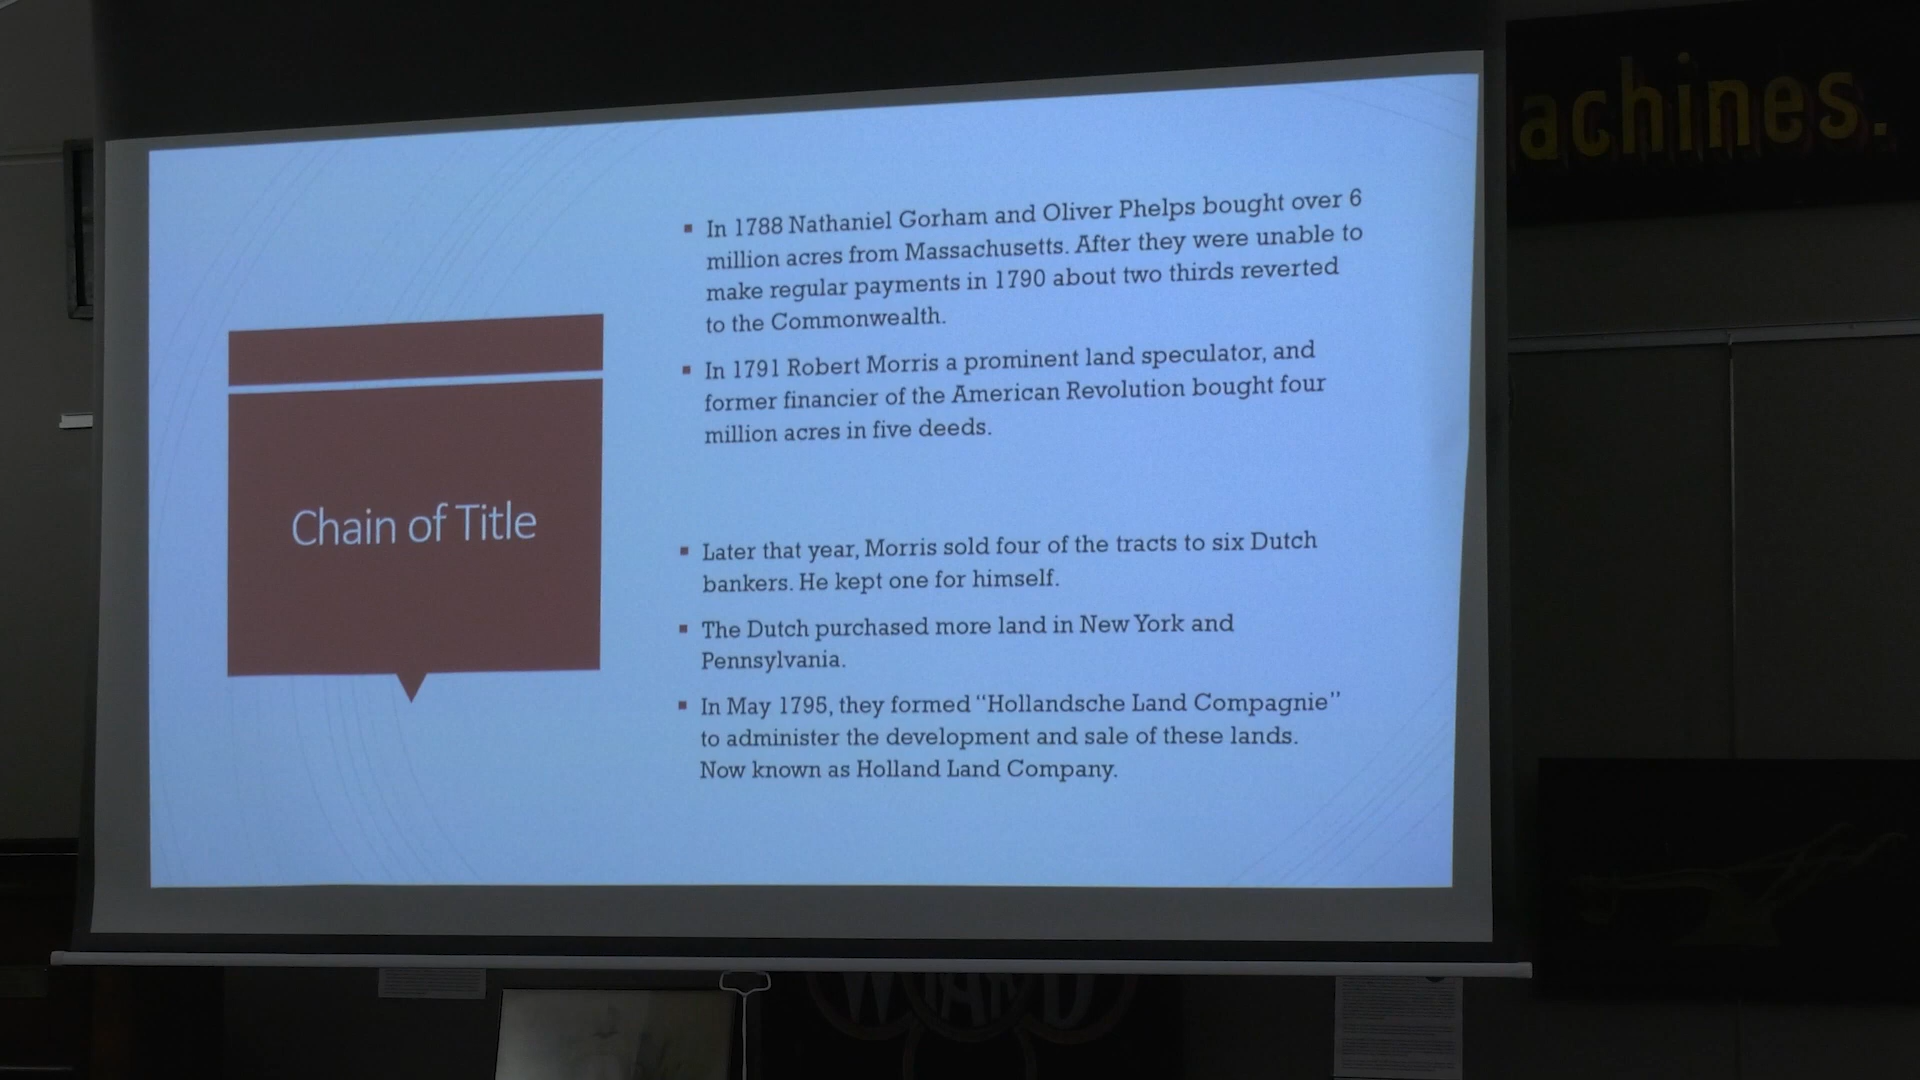 achines.
In 1788 Nathaniel Gorham and Oliver Phelps bought over 6
million acres from Massachusetts. After they were unable to
make regular payments in 1790 about two thirds reverted
to the Commonwealth.
In 1791 Robert Morris a prominent land speculator, and
former financier of the American Revolution bought four
million acres in five deeds.
Chain of Title
Later that year, Morris sold four of the tracts to six Dutch
bankers. He kept one for himself.
The Dutch purchased more land in New York and
Pennsylvania.
In May 1795, they formed “Hollandsche Land Compagnie”
to administer the development and sale of these lands.
Now known as Holland Land Company.